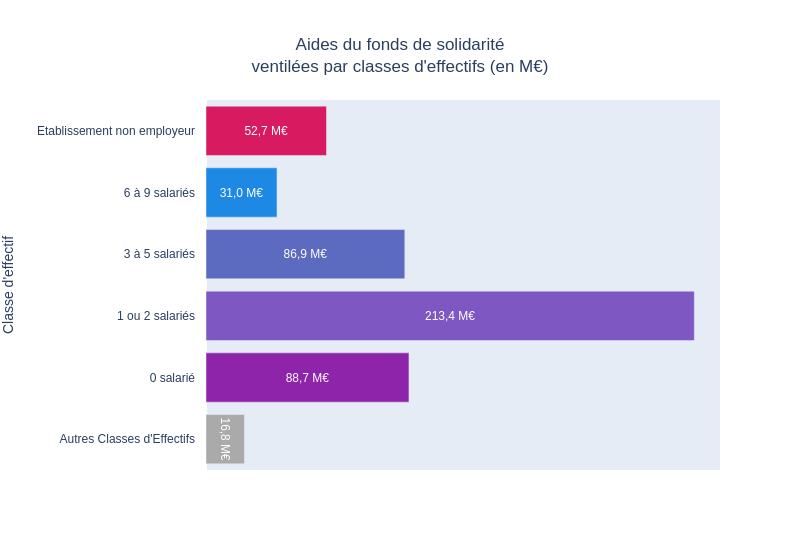 Aides du fonds de solidarité
ventilées par classes d'effectifs (en M€)
Classe d'effectif
Etablissement non employeur
52,7 M€
6 à 9 salariés
31,0 M€
3 à 5 salariés
86,9 M€
1 ou 2 salariés
213,4 M€
0 salarié
88,7 M€
Autres Classes d'Effectifs
16,8 M€